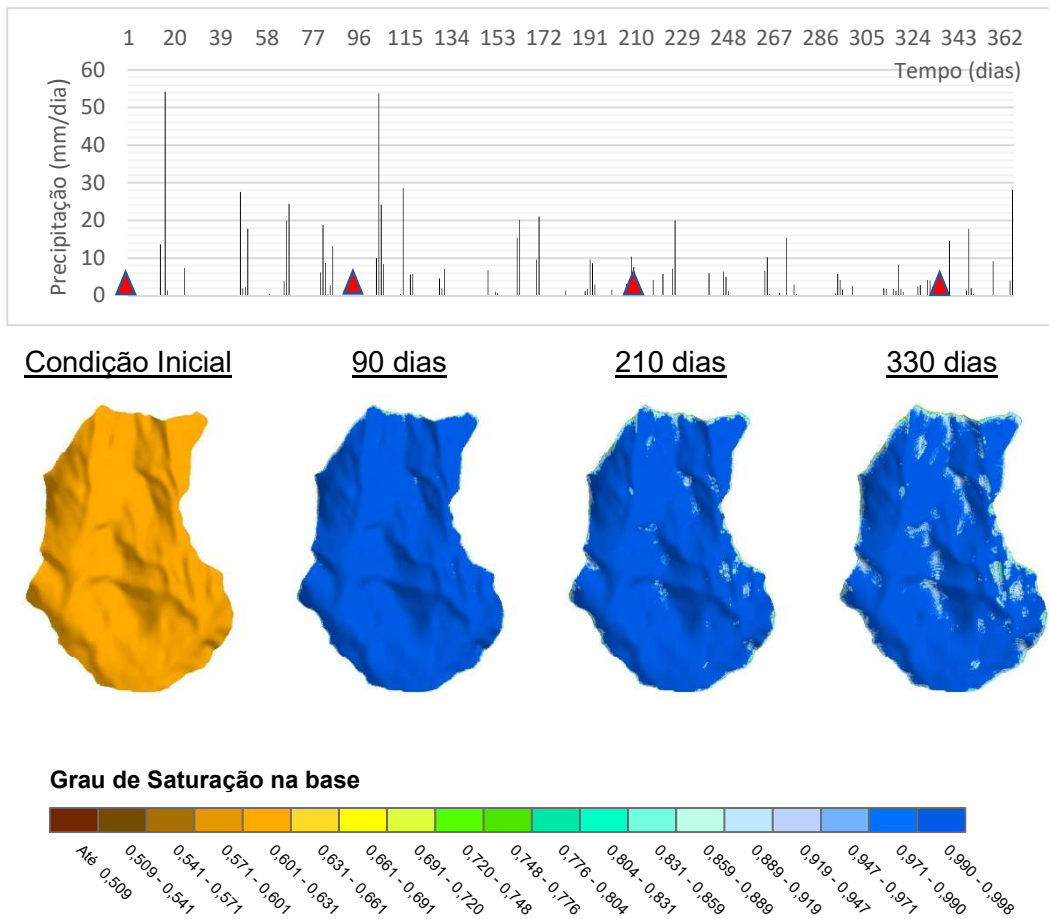 1 20 39 58 77 96 115 134 153 172 191 210 229 248 267 286 305 324 343 362
Tempo (dias)
Precipitação (mm/dia)
60
50
40
30
20
10
0
Condição Inicial 90 dias 210 dias 330 dias
Grau de Saturação na base
Até 0,509
0,509 - 0,541
0,541 - 0,571
0,571 - 0,601
0,601 - 0,631
0,631 - 0,661
0,661 - 0,691
0,691 - 0,720
0,720 - 0,748
0,748 - 0,776
0,776 - 0,804
0,804 - 0,831
0,831 - 0,859
0,859 - 0,889
0,889 - 0,919
0,919 - 0,947
0,947 - 0,971
0,971 - 0,990
0,990 - 0,998